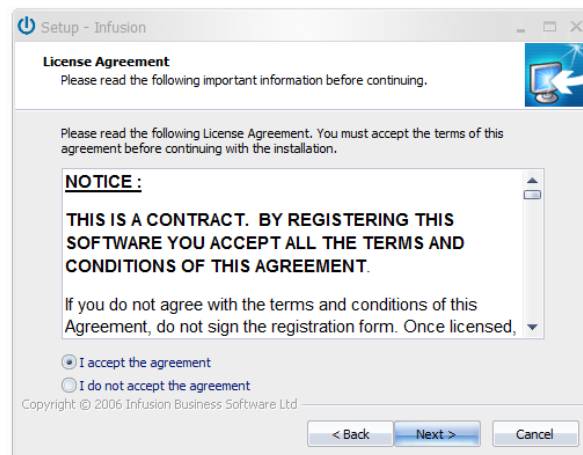 Setup - Infusion
License Agreement
Please read the following important information before continuing.
Please read the following License Agreement. You must accept the terms of this
agreement before continuing with the installation.
NOTICE :
THIS IS A CONTRACT.  BY REGISTERING THIS
SOFTWARE YOU ACCEPT ALL THE TERMS AND
CONDITIONS OF THIS AGREEMENT.
If you do not agree with the terms and conditions of this
Agreement, do not sign the registration form. Once licensed,
I accept the agreement
I do not accept the agreement
Copyright © 2006 Infusion Business Software Ltd
< Back Next > Cancel